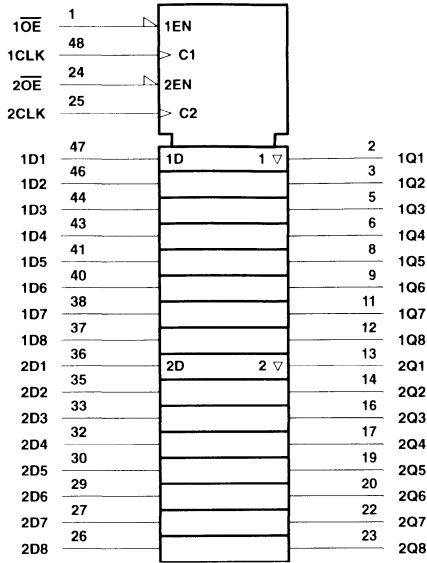 1O̅E̅ 1 1EN
1CLK 48 C1
2O̅E̅ 24 2EN
2CLK 25 C2
1D1 47 1D 1 ▽ 2 1Q1
1D2 46 3 1Q2
1D3 44 5 1Q3
1D4 43 6 1Q4
1D5 41 8 1Q5
1D6 40 9 1Q6
1D7 38 11 1Q7
1D8 37 12 1Q8
2D1 36 2D 2 ▽ 13 2Q1
2D2 35 14 2Q2
2D3 33 16 2Q3
2D4 32 17 2Q4
2D5 30 19 2Q5
2D6 29 20 2Q6
2D7 27 22 2Q7
2D8 26 23 2Q8